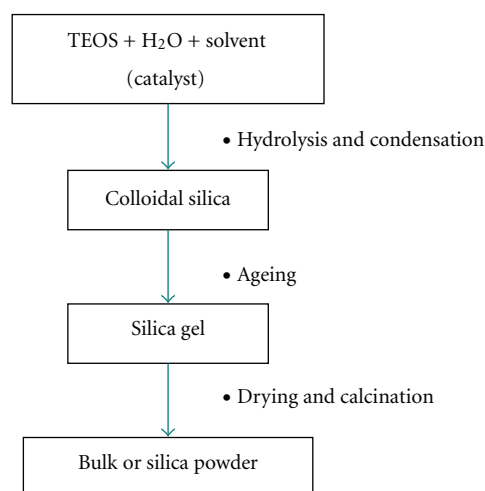 TEOS + H₂O + solvent
(catalyst)
• Hydrolysis and condensation
Colloidal silica
• Ageing
Silica gel
• Drying and calcination
Bulk or silica powder